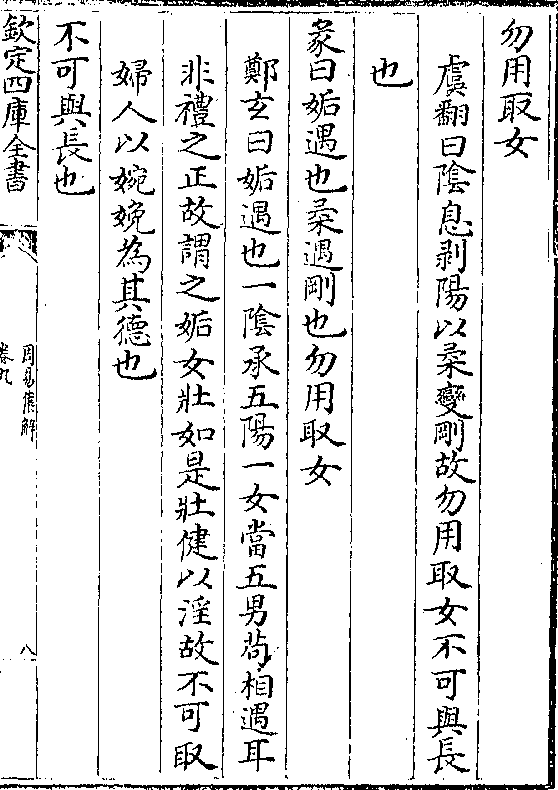 勿用取女
虞翻曰陰息剥陽以柔變剛故勿用取女不可與長
也
彖曰姤遇也柔遇剛也勿用取女
鄭玄曰姤遇也一陰承五陽一女當五男茍相遇耳
非禮之正故謂之姤女壯如是壯健以淫故不可取
婦人以婉娩為其德也
不可與長也
欽定四庫全書
周易集解
卷九
八